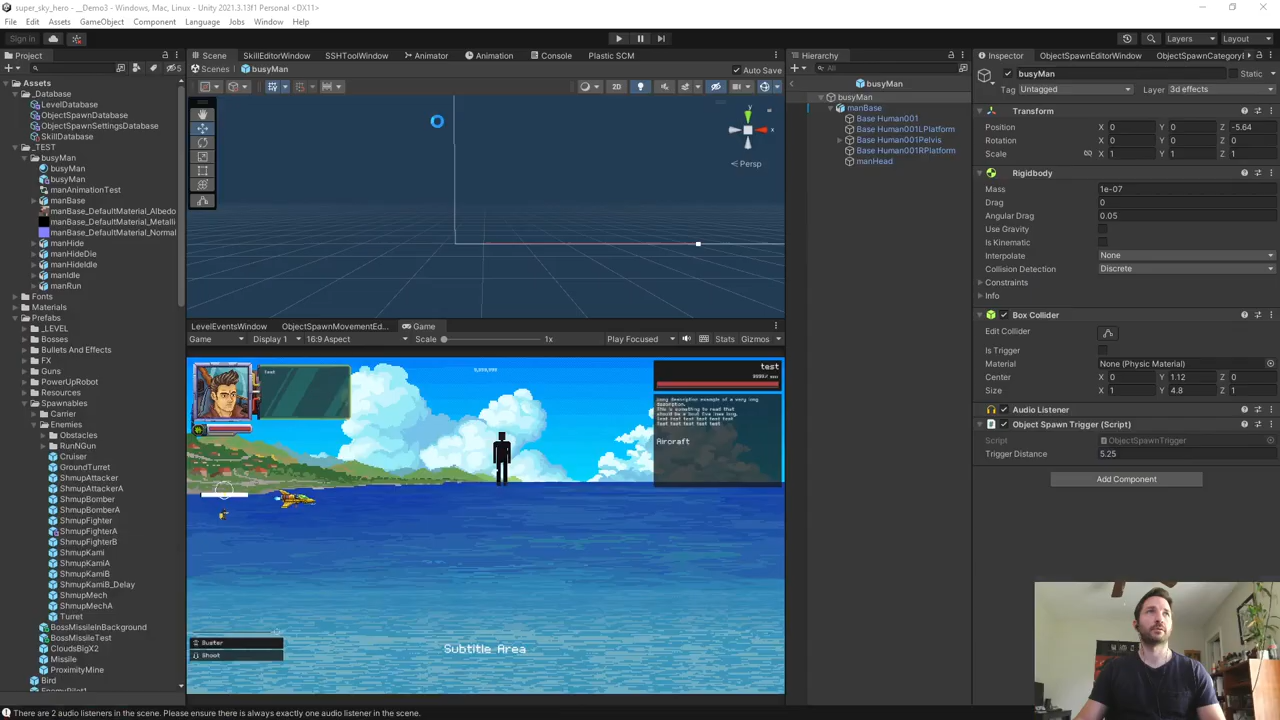 super_sky_hero - __Demo3 - Windows, Mac, Linux - Unity 2021.3.13f1 Personal* <DX11>
File Edit Assets GameObject Component Language Jobs Window Help
Sign in
Layers
Layout
Project
Assets
_Database
LevelDatabase
ObjectSpawnDatabase
ObjectSpawnSettingsDatabase
SkillDatabase
_TEST
busyMan
busyMan
busyMan
manAnimationTest
manBase
manBase_DefaultMaterial_Albedo
manBase_DefaultMaterial_Metalli
manBase_DefaultMaterial_Normal
manHide
manHideDie
manHideIdle
manIdle
manRun
Fonts
Materials
Prefabs
_LEVEL
Bosses
Bullets And Effects
FX
Guns
PowerUpRobot
Resources
Spawnables
Carrier
Enemies
Obstacles
RunNGun
Cruiser
GroundTurret
ShmupAttacker
ShmupAttackerA
ShmupBomber
ShmupBomberA
ShmupFighter
ShmupFighterA
ShmupFighterB
ShmupKami
ShmupKamiA
ShmupKamiB
ShmupKamiB_Delay
ShmupMech
ShmupMechA
Turret
BossMissileInBackground
BossMissileTest
CloudsBigX2
Missile
ProximityMine
Bird
EnemyPilot1
Scene SkillEditorWindow SSHToolWindow Animator Animation Console Plastic SCM
Scenes busyMan
Auto Save
2D
y
x
Persp
LevelEventsWindow ObjectSpawnMovementEd... Game
Game Display 1 16:9 Aspect Scale 1x Play Focused Stats Gizmos
test
test
Aircraft
Buster
Shoot
Subtitle Area
Hierarchy
All
busyMan
busyMan
manBase
Base Human001
Base Human001LPlatform
Base Human001Pelvis
Base Human001RPlatform
manHead
Inspector ObjectSpawnEditorWindow ObjectSpawnCategory
busyMan Static
Tag Untagged Layer 3d effects
Transform
Position X 0 Y 0 Z -5.64
Rotation X 0 Y 0 Z 0
Scale X 1 Y 1 Z 1
Rigidbody
Mass 1e-07
Drag 0
Angular Drag 0.05
Use Gravity
Is Kinematic
Interpolate None
Collision Detection Discrete
Constraints
Info
Box Collider
Edit Collider
Is Trigger
Material None (Physic Material)
Center X 0 Y 1.12 Z 0
Size X 1 Y 4.8 Z 1
Audio Listener
Object Spawn Trigger (Script)
Script ObjectSpawnTrigger
Trigger Distance 5.25
Add Component
There are 2 audio listeners in the scene. Please ensure there is always exactly one audio listener in the scene.